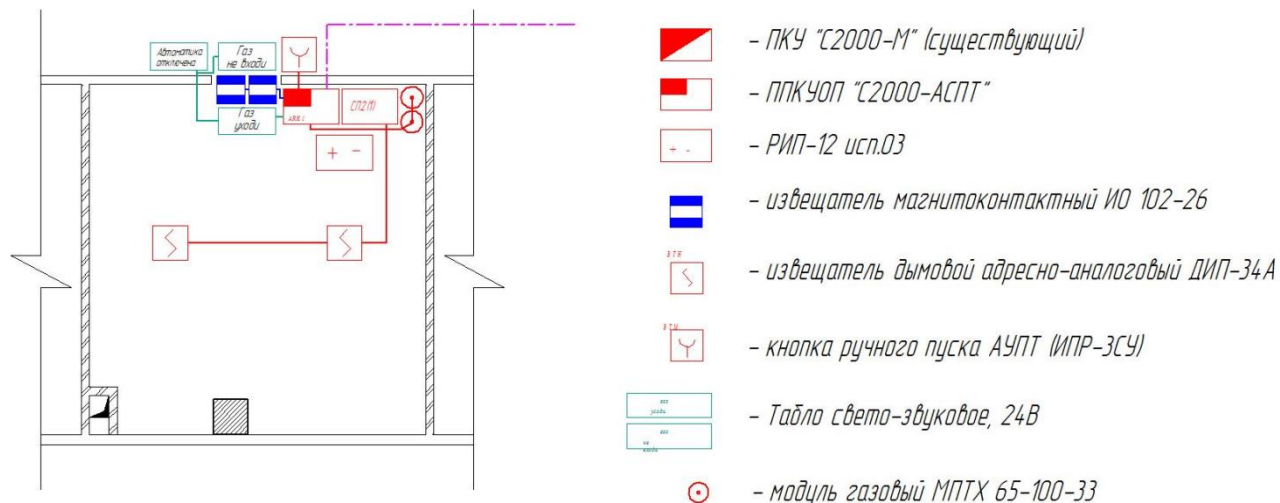 Автоматика
отключена
Газ
не входи
Газ
уходи
СП2(1)
+ -
- ПКУ "С2000-М" (существующий)
- ППКУОП "С2000-АСПТ"
+ -
- РИП-12 исп.03
- извещатель магнитоконтактный ИО 102-26
- извещатель дымовой адресно-аналоговый ДИП-34А
- кнопка ручного пуска АУПТ (ИПР-3СУ)
- Табло свето-звуковое, 24В
- модуль газовый МПТХ 65-100-33